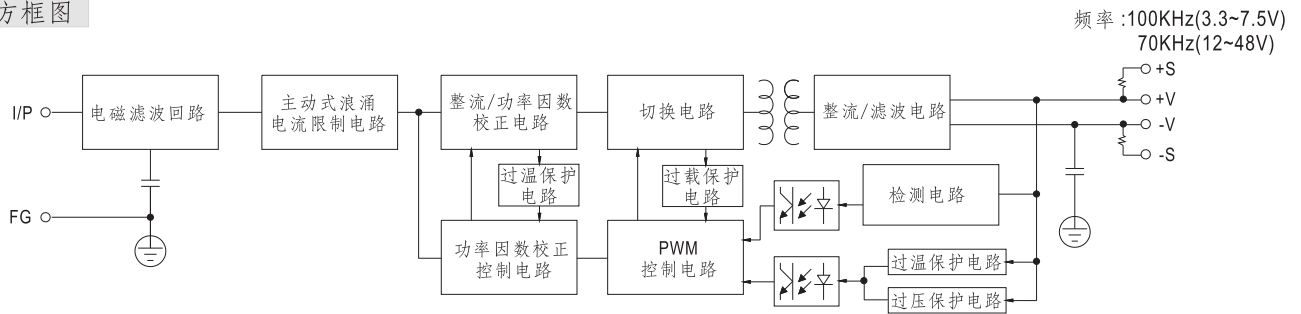 方框图
频率 :100KHz(3.3~7.5V)
70KHz(12~48V)
I/P
电磁滤波回路
主动式浪涌
电流限制电路
整流/功率因数
校正电路
切换电路
整流/滤波电路
+S
+V
-V
-S
过温保护
电路
过载保护
电路
检测电路
FG
功率因数校正
控制电路
PWM
控制电路
过温保护电路
过压保护电路